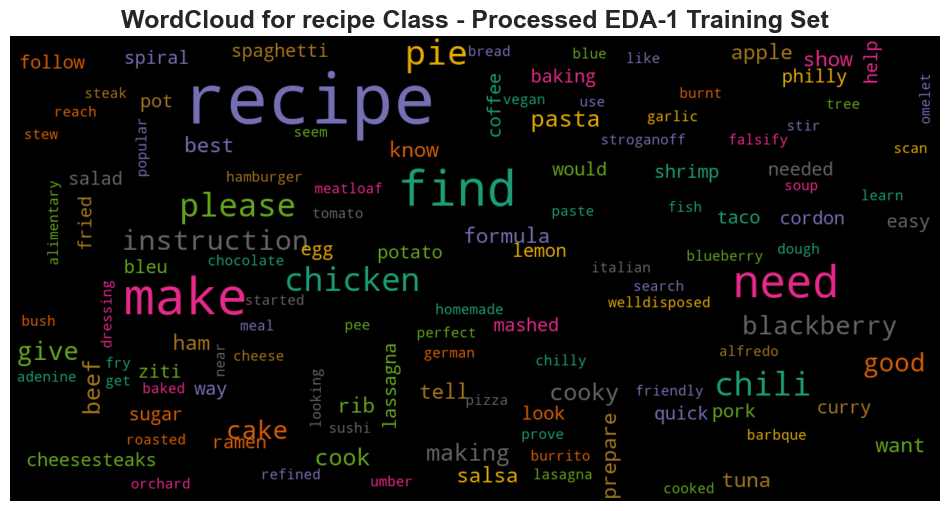 WordCloud for recipe Class - Processed EDA-1 Training Set
follow
spiral
spaghetti
pie
bread
blue
like
apple
show
help
steak
pot
recipe
coffee
baking
vegan
use
burnt
philly
omelet
reach
stew
popular
best
seem
know
pasta
garlic
stroganoff
stir
tree
falsify
scan
alimentary
salad
fried
hamburger
please
meatloaf
tomato
find
would
paste
shrimp
fish
needed
soup
taco
cordon
learn
easy
instruction
bleu
chocolate
egg
potato
formula
lemon
italian
blueberry
dough
search
welldisposed
need
dressing
make
started
chicken
homemade
bush
meal
pee
perfect
mashed
blackberry
give
ham
near
cheese
lassagna
german
chilly
alfredo
good
adenine
fry
get
beef
ziti
baked
way
looking
tell
pizza
cooky
friendly
chili
sugar
cake
rib
sushi
look
quick
pork
curry
roasted
ramen
making
prove
prepare
barbque
want
cheesesteaks
refined
cook
salsa
burrito
lasagna
orchard
umber
cooked
tuna